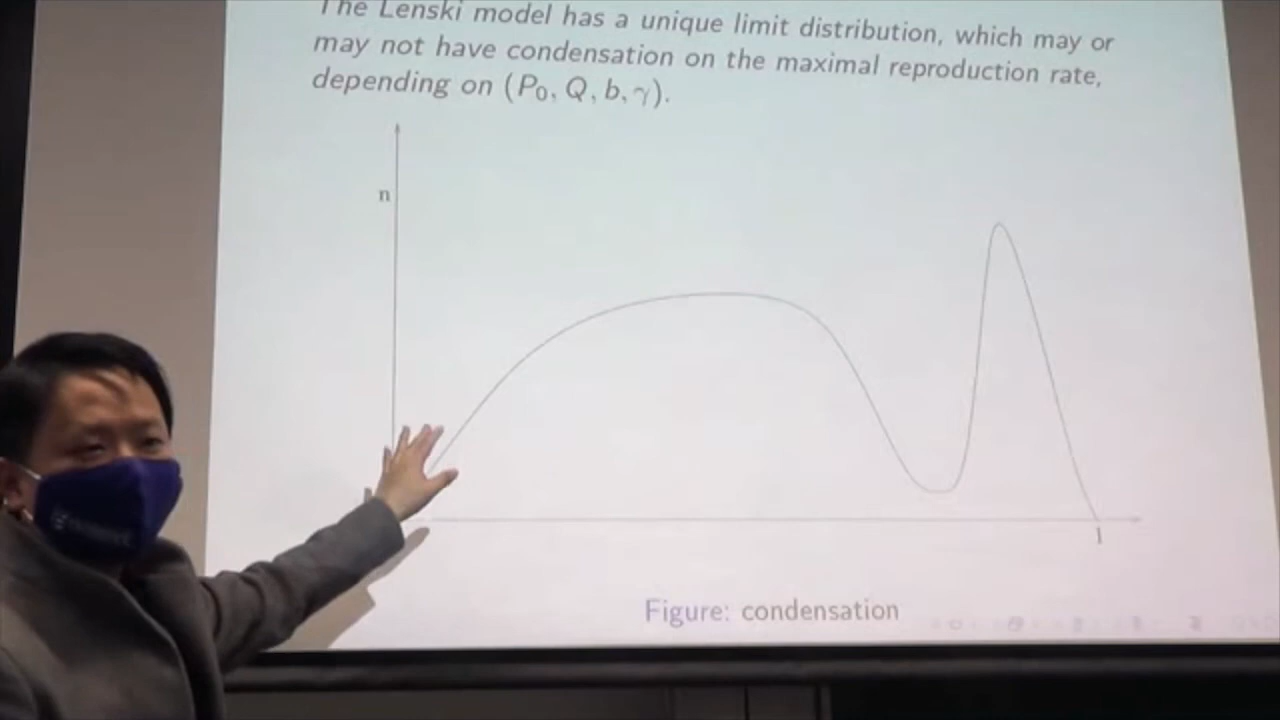 The Lenski model has a unique limit distribution, which may or
may not have condensation on the maximal reproduction rate,
depending on (P₀, Q, b, γ).
n
1
Figure: condensation